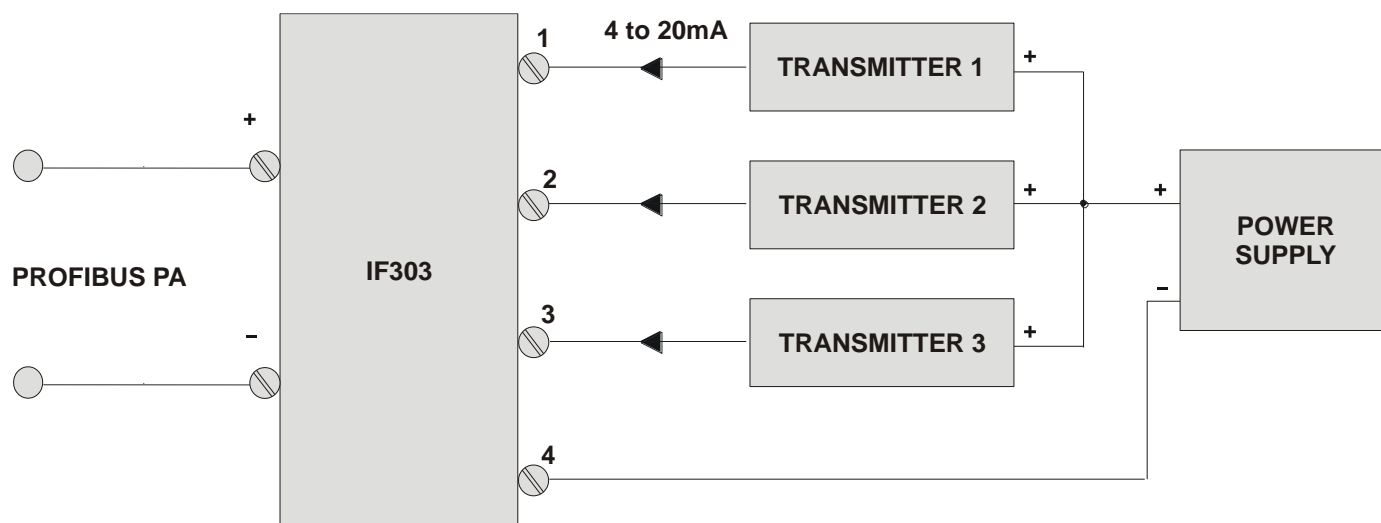 1
4 to 20mA
TRANSMITTER 1
+
+
2
TRANSMITTER 2
+
+
POWER
SUPPLY
PROFIBUS PA
IF303
–
3
TRANSMITTER 3
+
–
4